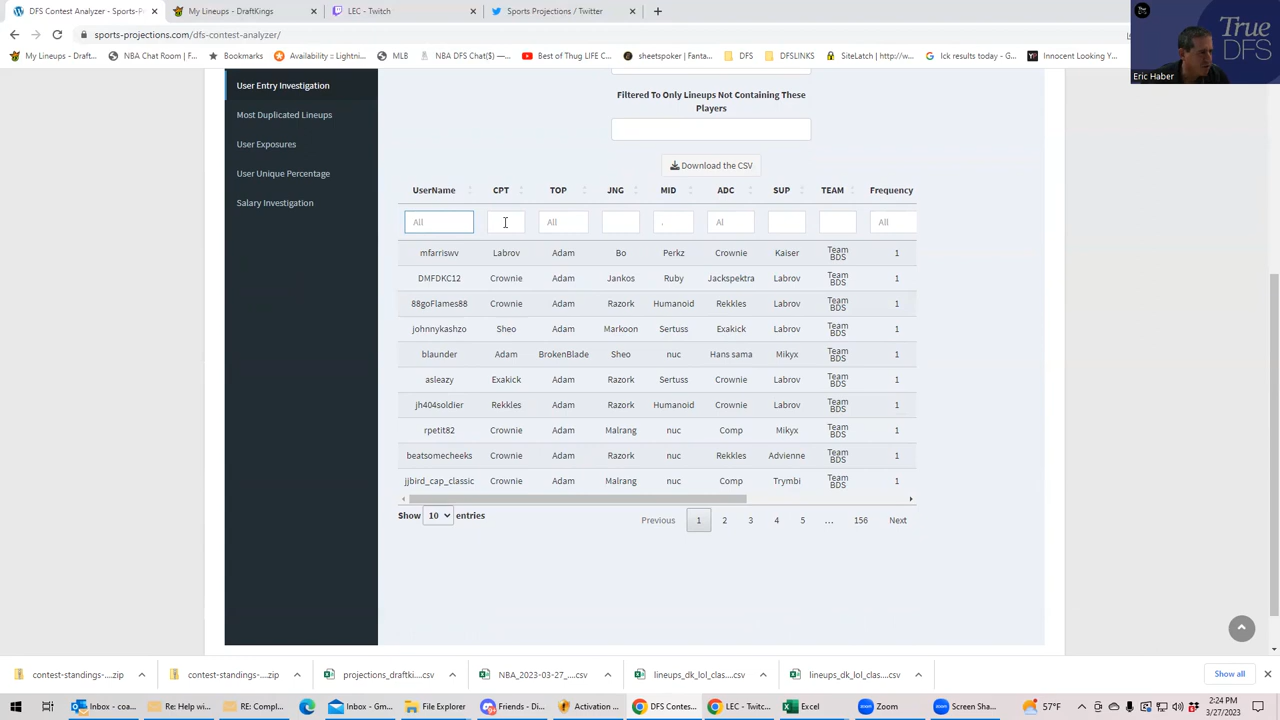 DFS Contest Analyzer - Sports-Pr
My Lineups - DraftKings
LEC - Twitch
Sports Projections / Twitter
sports-projections.com/dfs-contest-analyzer/
My Lineups - Draft...
NBA Chat Room / F...
Bookmarks
Availability :: Lightni...
MLB
NBA DFS Chat($) —...
Best of Thug LIFE C...
sheetspoker | Fanta...
DFS
DFSLINKS
SiteLatch | http://w...
Ick results today - G...
Innocent Looking Y...
True
DFS
True
DFS
Eric Haber
User Entry Investigation
Most Duplicated Lineups
User Exposures
User Unique Percentage
Salary Investigation
Filtered To Only Lineups Not Containing These
Players
Download the CSV
UserName CPT TOP JNG MID ADC SUP TEAM Frequency
All All . Al All
mfarriswv Labrov Adam Bo Perkz Crownie Kaiser Team BDS 1
DMFDKC12 Crownie Adam Jankos Ruby Jackspektra Labrov Team BDS 1
88goFlames88 Crownie Adam Razork Humanoid Rekkles Labrov Team BDS 1
johnnykashzo Sheo Adam Markoon Sertuss Exakick Labrov Team BDS 1
blaunder Adam BrokenBlade Sheo nuc Hans sama Mikyx Team BDS 1
asleazy Exakick Adam Razork Sertuss Crownie Labrov Team BDS 1
jh404soldier Rekkles Adam Razork Humanoid Crownie Labrov Team BDS 1
rpetit82 Crownie Adam Malrang nuc Comp Mikyx Team BDS 1
beatsomecheeks Crownie Adam Razork nuc Rekkles Advienne Team BDS 1
jjbird_cap_classic Crownie Adam Malrang nuc Comp Trymbi Team BDS 1
Show 10 entries
Previous 1 2 3 4 5 ... 156 Next
contest-standings-....zip
contest-standings-....zip
projections_draftki....csv
NBA_2023-03-27_....csv
lineups_dk_lol_clas....csv
lineups_dk_lol_clas....csv
Show all
Inbox - coa...
Re: Help wi...
Re: Compl...
Inbox - Gm...
File Explorer
Friends - Di...
Activation ...
DFS Contes...
LEC - Twitc...
Excel
Zoom
Screen Sha...
57°F
2:24 PM
3/27/2023